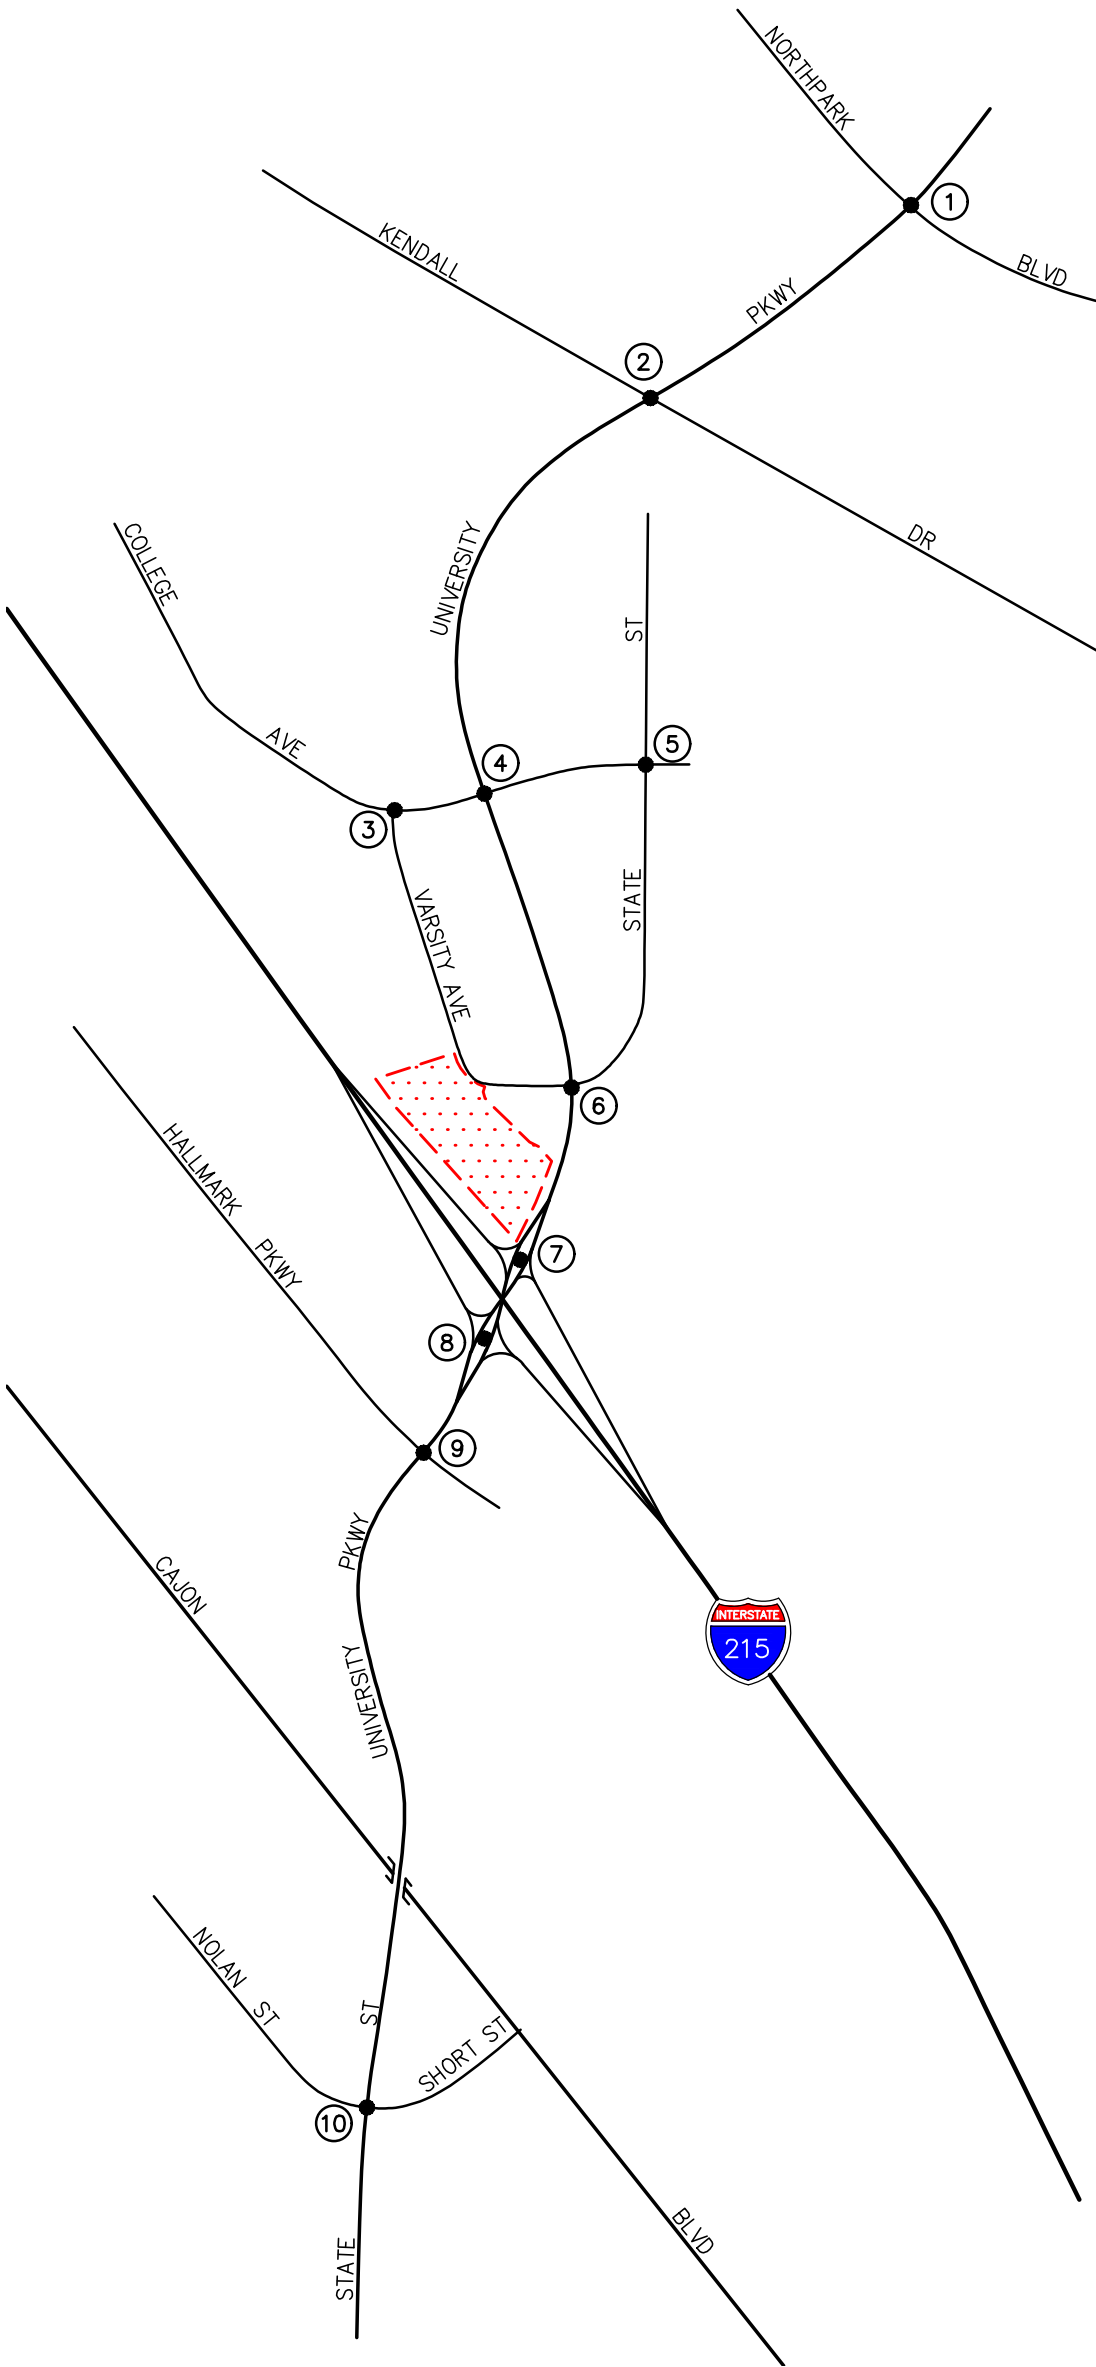 NORTHPARK
1
KENDALL
BLVD
PKWY
2
UNIVERSITY
COLLEGE
DR
ST
AVE
5
4
3
VARSITY AVE
STATE
6
HALLMARK
PKWY
7
8
9
PKWY
CAJON
INTERSTATE
215
UNIVERSITY
NOLAN ST
ST
SHORT ST
10
STATE
BLVD